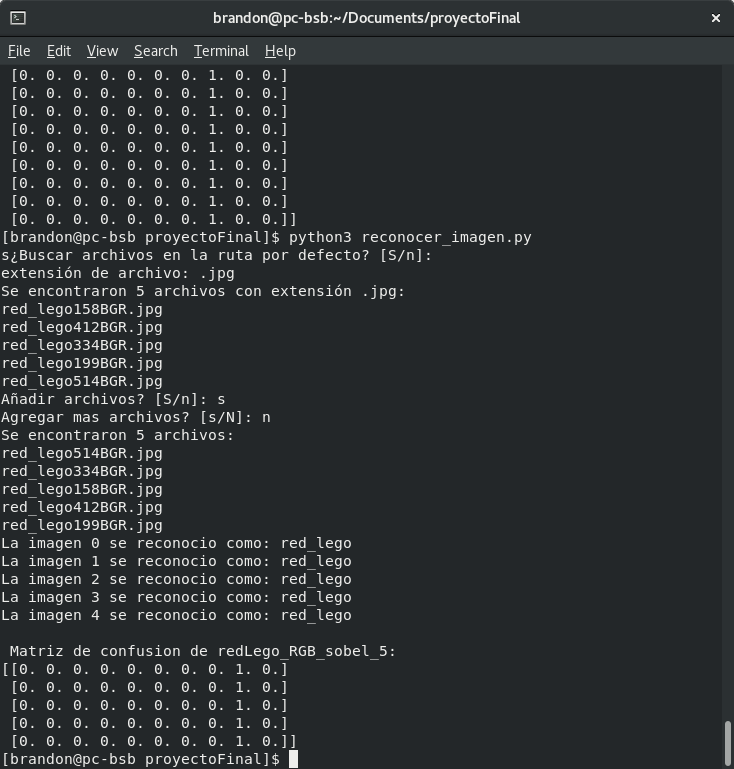 brandon@pc-bsb:~/Documents/proyectoFinal
File Edit View Search Terminal Help
[0. 0. 0. 0. 0. 0. 0. 1. 0. 0.]
[0. 0. 0. 0. 0. 0. 0. 1. 0. 0.]
[0. 0. 0. 0. 0. 0. 0. 1. 0. 0.]
[0. 0. 0. 0. 0. 0. 0. 1. 0. 0.]
[0. 0. 0. 0. 0. 0. 0. 1. 0. 0.]
[0. 0. 0. 0. 0. 0. 0. 1. 0. 0.]
[0. 0. 0. 0. 0. 0. 0. 1. 0. 0.]
[0. 0. 0. 0. 0. 0. 0. 1. 0. 0.]
[0. 0. 0. 0. 0. 0. 0. 1. 0. 0.]]
[brandon@pc-bsb proyectoFinal]$ python3 reconocer_imagen.py
s¿Buscar archivos en la ruta por defecto? [S/n]:
extensión de archivo: .jpg
Se encontraron 5 archivos con extensión .jpg:
red_lego158BGR.jpg
red_lego412BGR.jpg
red_lego334BGR.jpg
red_lego199BGR.jpg
red_lego514BGR.jpg
Añadir archivos? [S/n]: s
Agregar mas archivos? [s/N]: n
Se encontraron 5 archivos:
red_lego514BGR.jpg
red_lego334BGR.jpg
red_lego158BGR.jpg
red_lego412BGR.jpg
red_lego199BGR.jpg
La imagen 0 se reconocio como: red_lego
La imagen 1 se reconocio como: red_lego
La imagen 2 se reconocio como: red_lego
La imagen 3 se reconocio como: red_lego
La imagen 4 se reconocio como: red_lego
Matriz de confusion de redLego_RGB_sobel_5:
[[0. 0. 0. 0. 0. 0. 0. 0. 1. 0.]
[0. 0. 0. 0. 0. 0. 0. 0. 1. 0.]
[0. 0. 0. 0. 0. 0. 0. 0. 1. 0.]
[0. 0. 0. 0. 0. 0. 0. 0. 1. 0.]
[0. 0. 0. 0. 0. 0. 0. 0. 1. 0.]]
[brandon@pc-bsb proyectoFinal]$